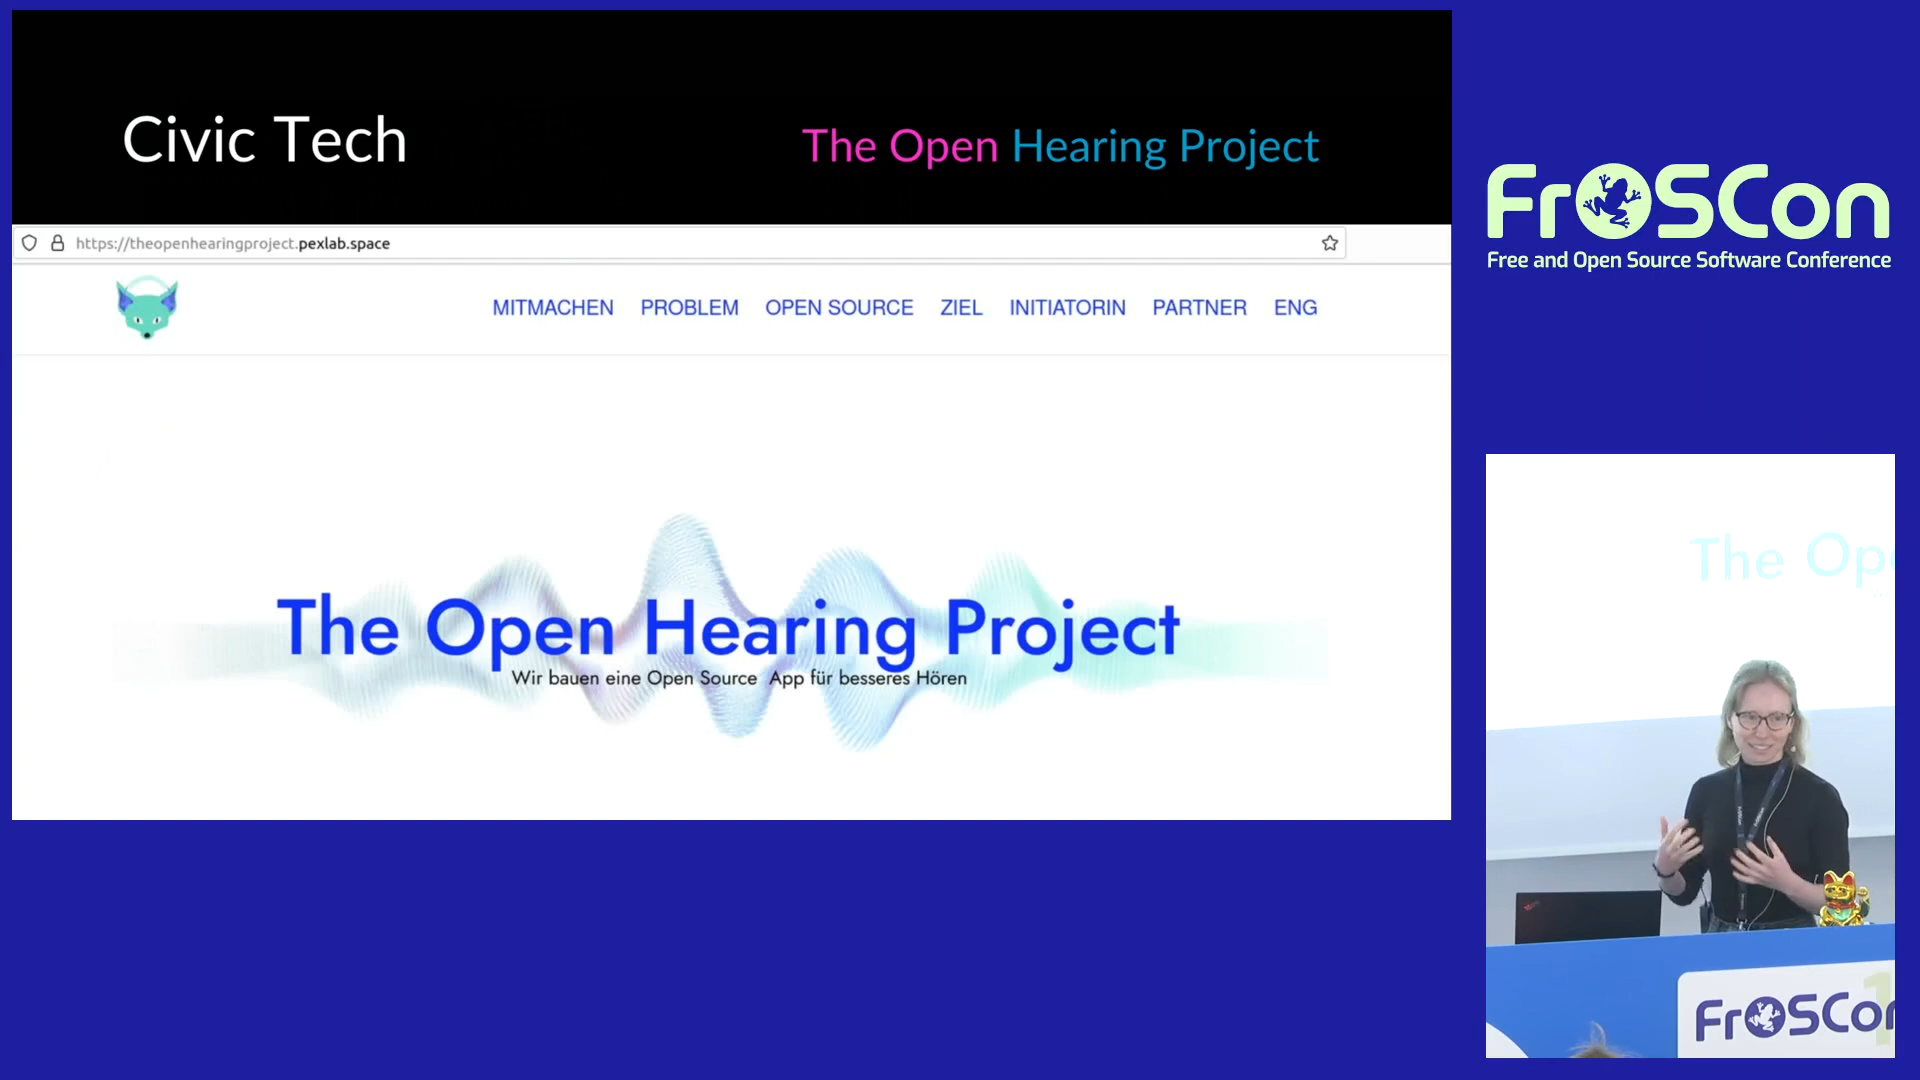 Civic Tech
The Open Hearing Project
https://theopenhearingproject.pexlab.space
MITMACHEN PROBLEM OPEN SOURCE ZIEL INITIATORIN PARTNER ENG
The Open Hearing Project
Wir bauen eine Open Source App für besseres Hören
FrOSCon
Free and Open Source Software Conference
The Op
FrOSCon